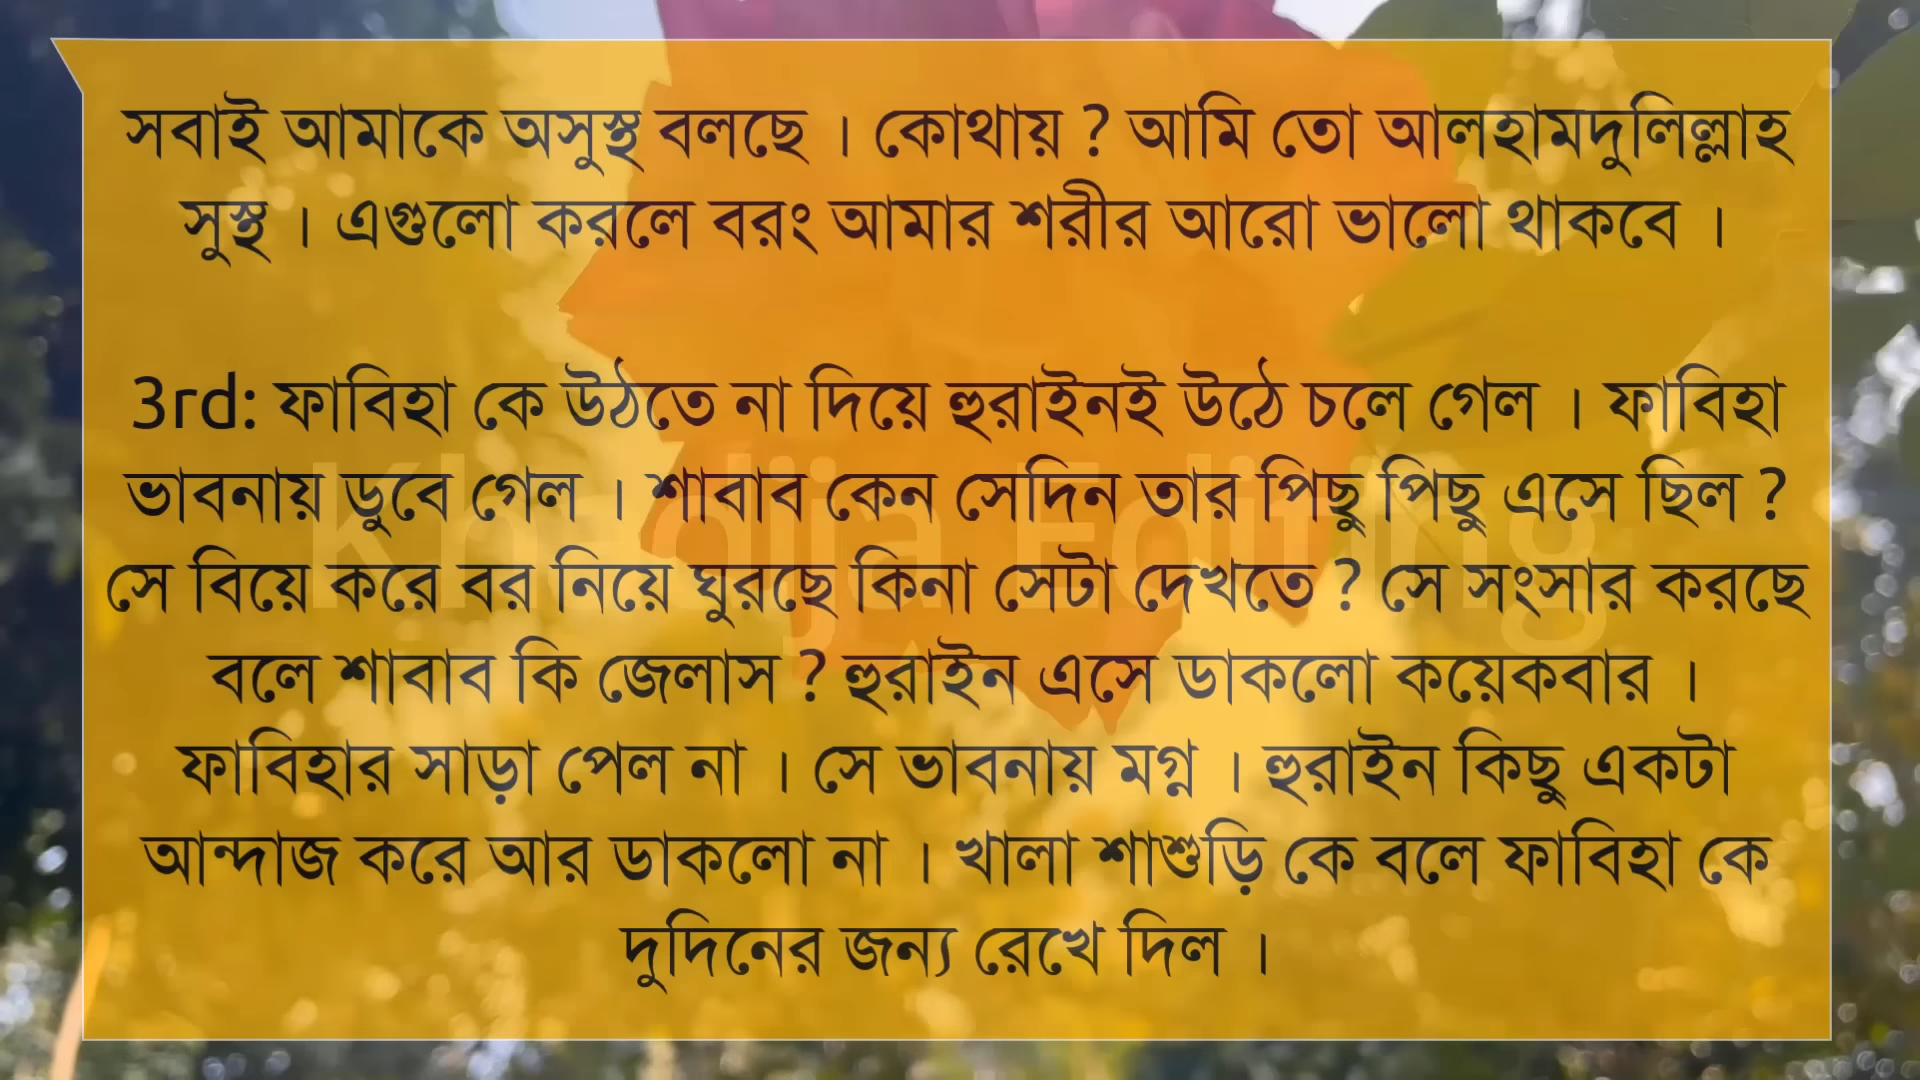 সবাই আমাকে অসুস্থ বলছে । কোথায় ? আমি তো আলহামদুলিল্লাহ
সুস্থ । এগুলো করলে বরং আমার শরীর আরো ভালো থাকবে ।
3rd: ফাবিহা কে উঠতে না দিয়ে হুরাইনই উঠে চলে গেল । ফাবিহা
ভাবনায় ডুবে গেল । শাবাব কেন সেদিন তার পিছু পিছু এসে ছিল ?
সে বিয়ে করে বর নিয়ে ঘুরছে কিনা সেটা দেখতে ? সে সংসার করছে
বলে শাবাব কি জেলাস ? হুরাইন এসে ডাকলো কয়েকবার ।
ফাবিহার সাড়া পেল না । সে ভাবনায় মগ্ন । হুরাইন কিছু একটা
আন্দাজ করে আর ডাকলো না । খালা শাশুড়ি কে বলে ফাবিহা কে
দুদিনের জন্য রেখে দিল ।
Khadija Editing